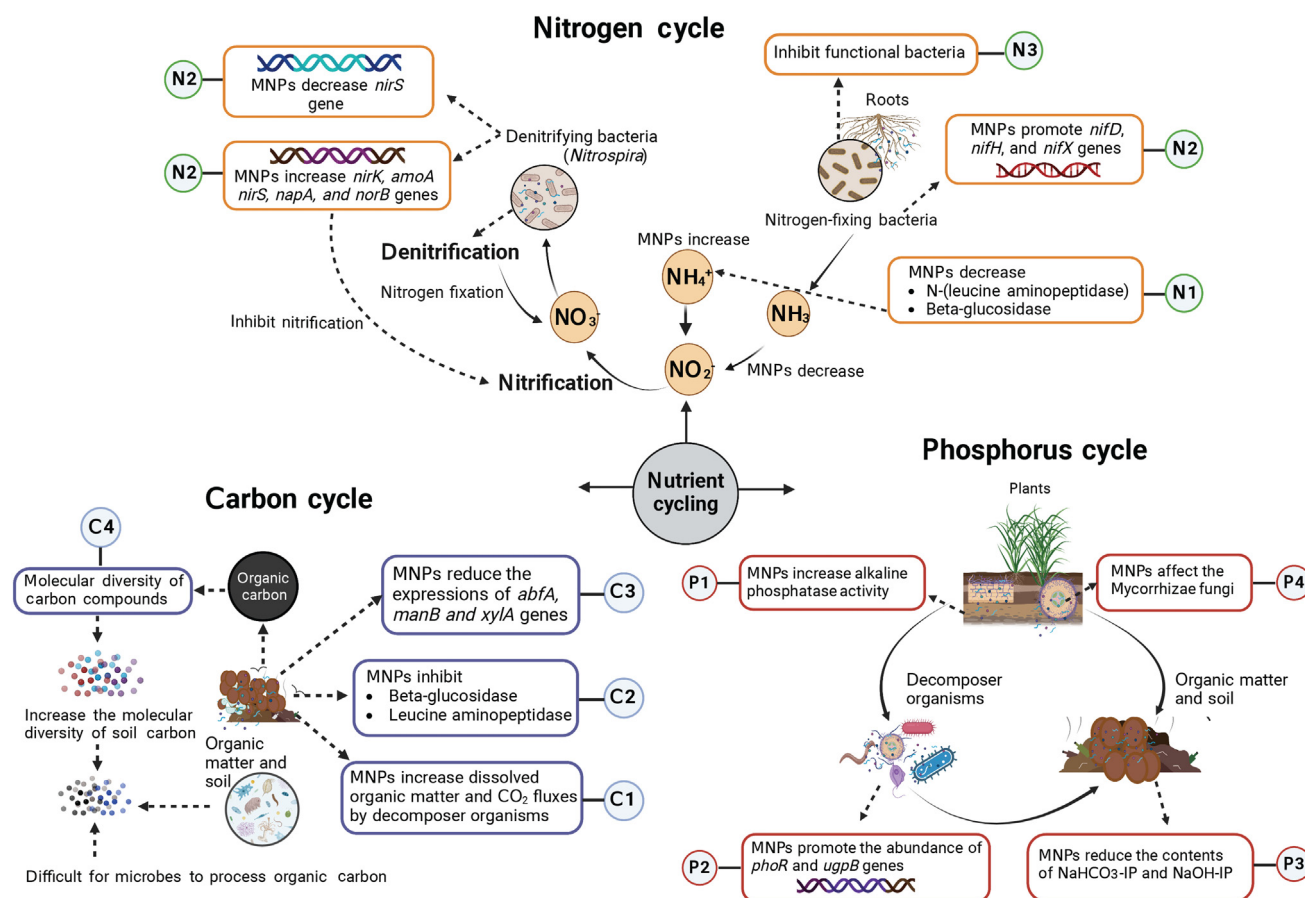 Nitrogen cycle
N2
MNPs decrease nirS
gene
N2
MNPs increase nirK, amoA
nirS, napA, and norB genes
Denitrifying bacteria
(Nitrospira)
Inhibit functional bacteria
N3
Roots
MNPs promote nifD,
nifH, and nifX genes
N2
Nitrogen-fixing bacteria
MNPs increase
Denitrification
Nitrogen fixation
NH₄⁺
MNPs decrease
• N-(leucine aminopeptidase)
• Beta-glucosidase
N1
Inhibit nitrification
NO₃⁻
NH₃
Nitrification
NO₂⁻
MNPs decrease
Nutrient
cycling
Carbon cycle
C4
Molecular diversity of
carbon compounds
Organic
carbon
MNPs reduce the
expressions of abfA,
manB and xylA genes
C3
MNPs inhibit
• Beta-glucosidase
• Leucine aminopeptidase
C2
Increase the molecular
diversity of soil carbon
Organic
matter and
soil
MNPs increase dissolved
organic matter and CO₂ fluxes
by decomposer organisms
C1
Difficult for microbes to process organic carbon
Phosphorus cycle
Plants
P1
MNPs increase alkaline
phosphatase activity
MNPs affect the
Mycorrhizae fungi
P4
Decomposer
organisms
Organic matter
and soil
P2
MNPs promote the abundance of
phoR and ugpB genes
MNPs reduce the contents
of NaHCO₃-IP and NaOH-IP
P3